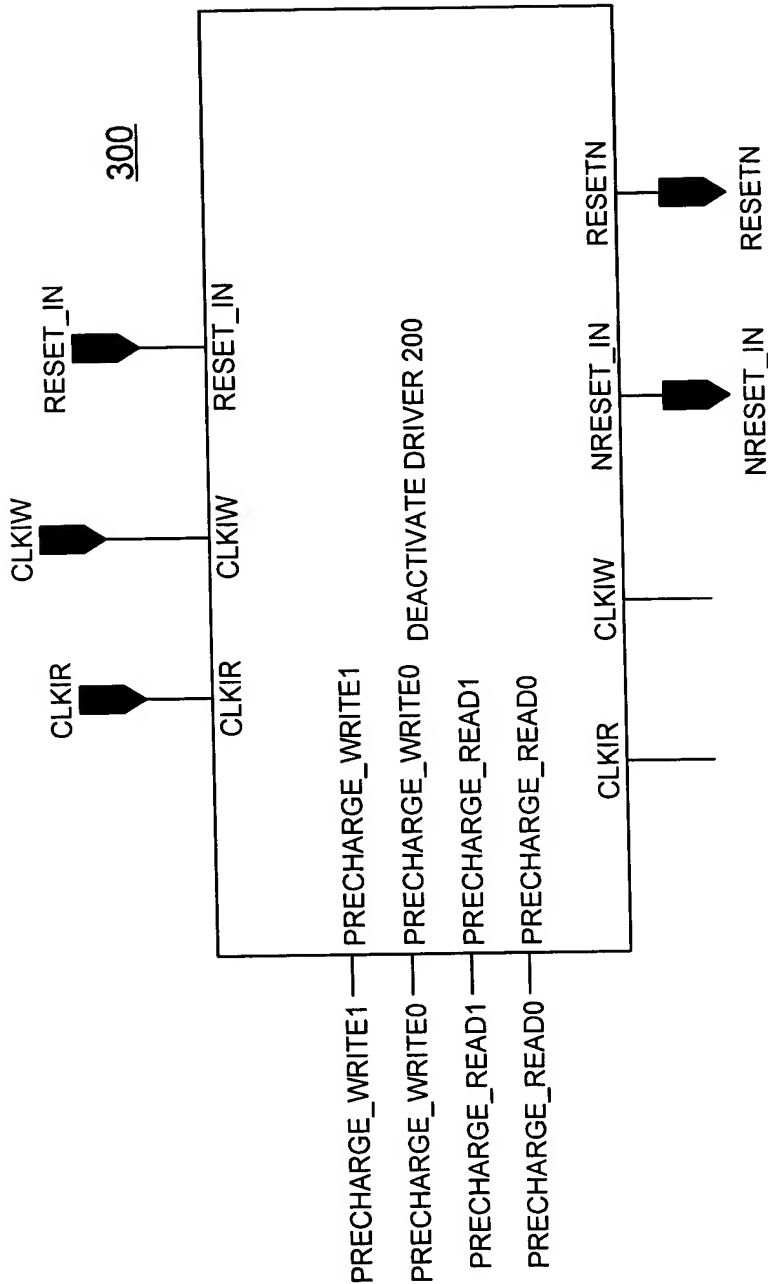 300
CLKIR
CLKIW
RESET_IN
CLKIR
CLKIW
RESET_IN
PRECHARGE_WRITE1
PRECHARGE_WRITE1
PRECHARGE_WRITE0
PRECHARGE_WRITE0
DEACTIVATE DRIVER 200
PRECHARGE_READ1
PRECHARGE_READ1
PRECHARGE_READ0
PRECHARGE_READ0
CLKIR
CLKIW
NRESET_IN
RESETN
NRESET_IN
RESETN